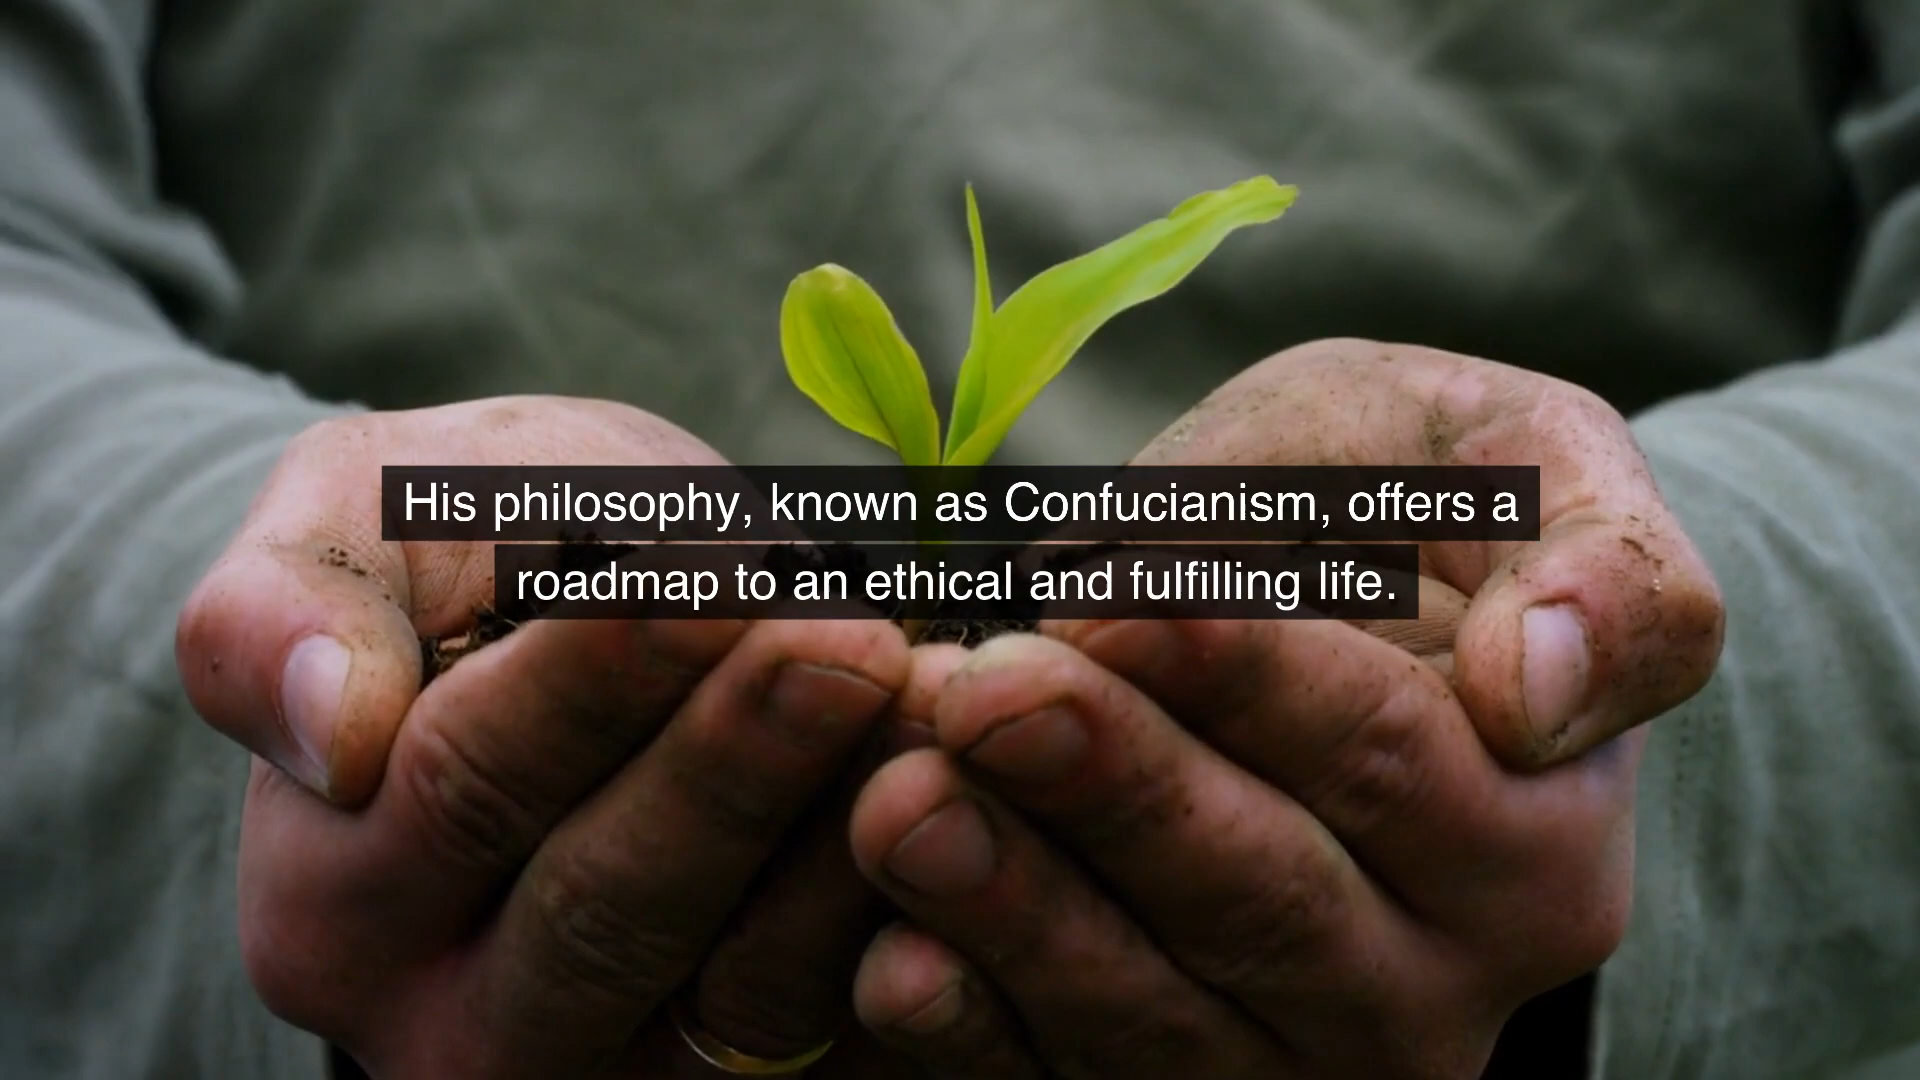 His philosophy, known as Confucianism, offers a
roadmap to an ethical and fulfilling life.